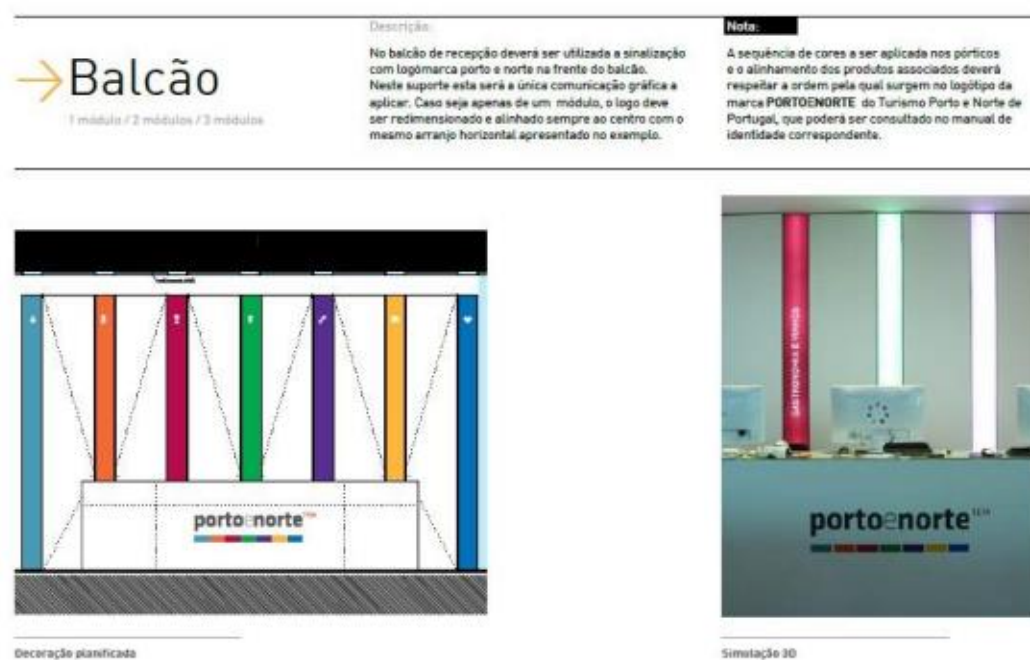 Balcão
1 módulo / 2 módulos / 3 módulos
Descrição:
No balcão de recepção deverá ser utilizada a sinalização
com logómarca porto e norte na frente do balcão.
Neste suporte esta será a única comunicação gráfica a
aplicar. Caso seja apenas de um módulo, o logo deve
ser redimensionado e alinhado sempre ao centro com o
mesmo arranjo horizontal apresentado no exemplo.
Nota:
A sequência de cores a ser aplicada nos pórticos
e o alinhamento dos produtos associados deverá
respeitar a ordem pela qual surgem no logótipo da
marca PORTOENORTE do Turismo Porto e Norte de
Portugal, que poderá ser consultado no manual de
identidade correspondente.
portoenorte
GASTRONOMIA E VINHOS
portoenorte
Decoração planificada
Simulação 3D